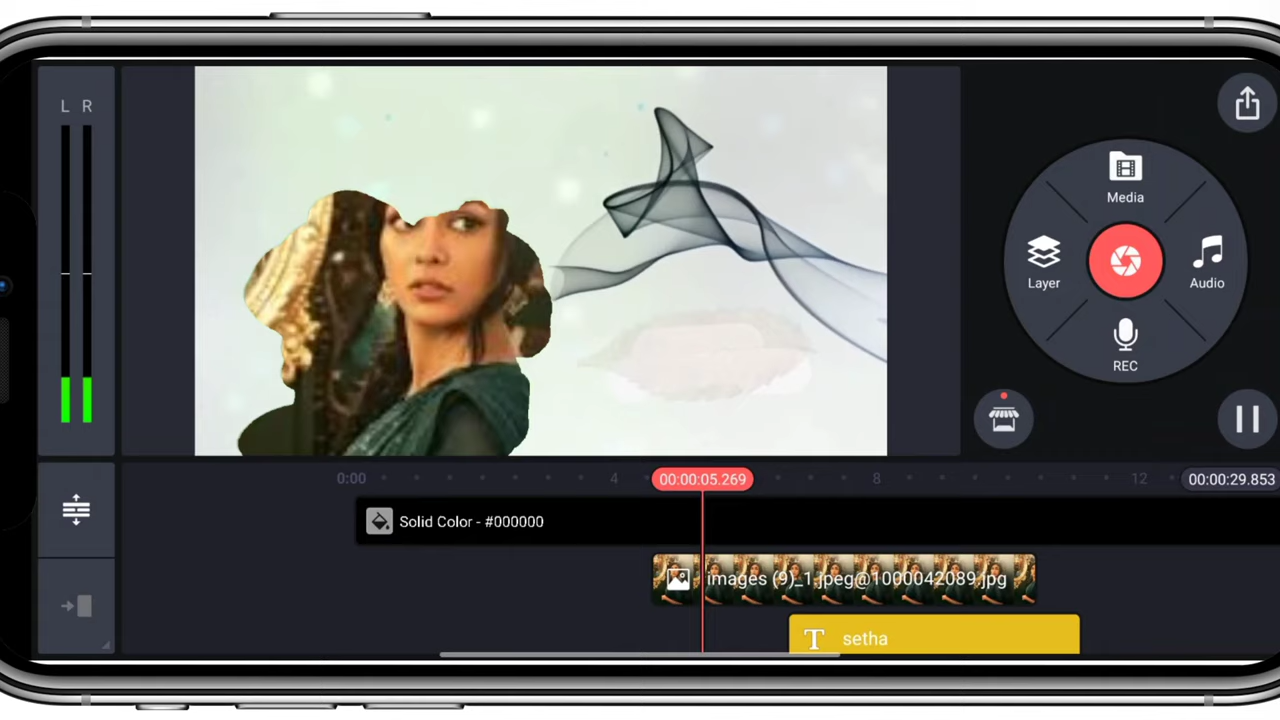 L R
Media
Layer
Audio
REC
0:00 4 00:00:05.269 8 12 00:00:29.853
Solid Color - #000000
images (9)_1.jpeg@1000042089.jpg
T setha